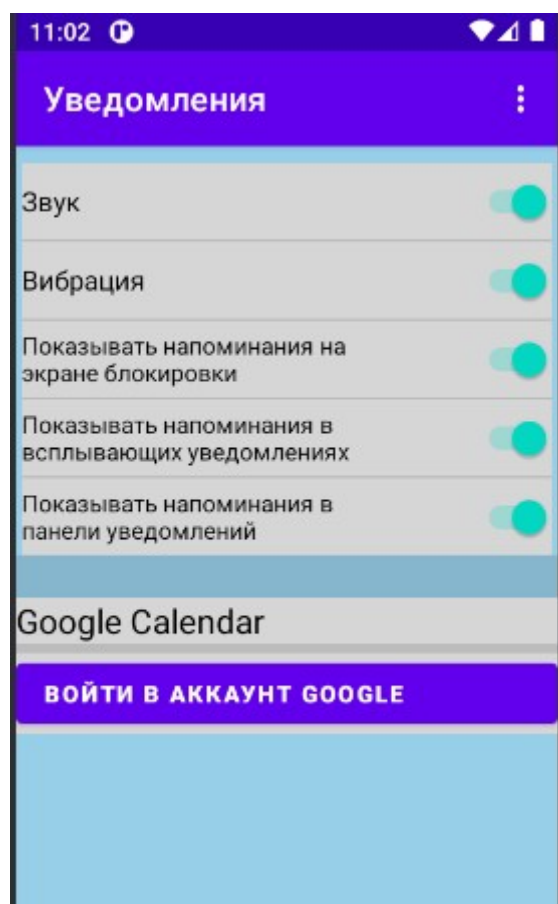 11:02
Уведомления
Звук
Вибрация
Показывать напоминания на
экране блокировки
Показывать напоминания в
всплывающих уведомлениях
Показывать напоминания в
панели уведомлений
Google Calendar
ВОЙТИ В АККАУНТ GOOGLE